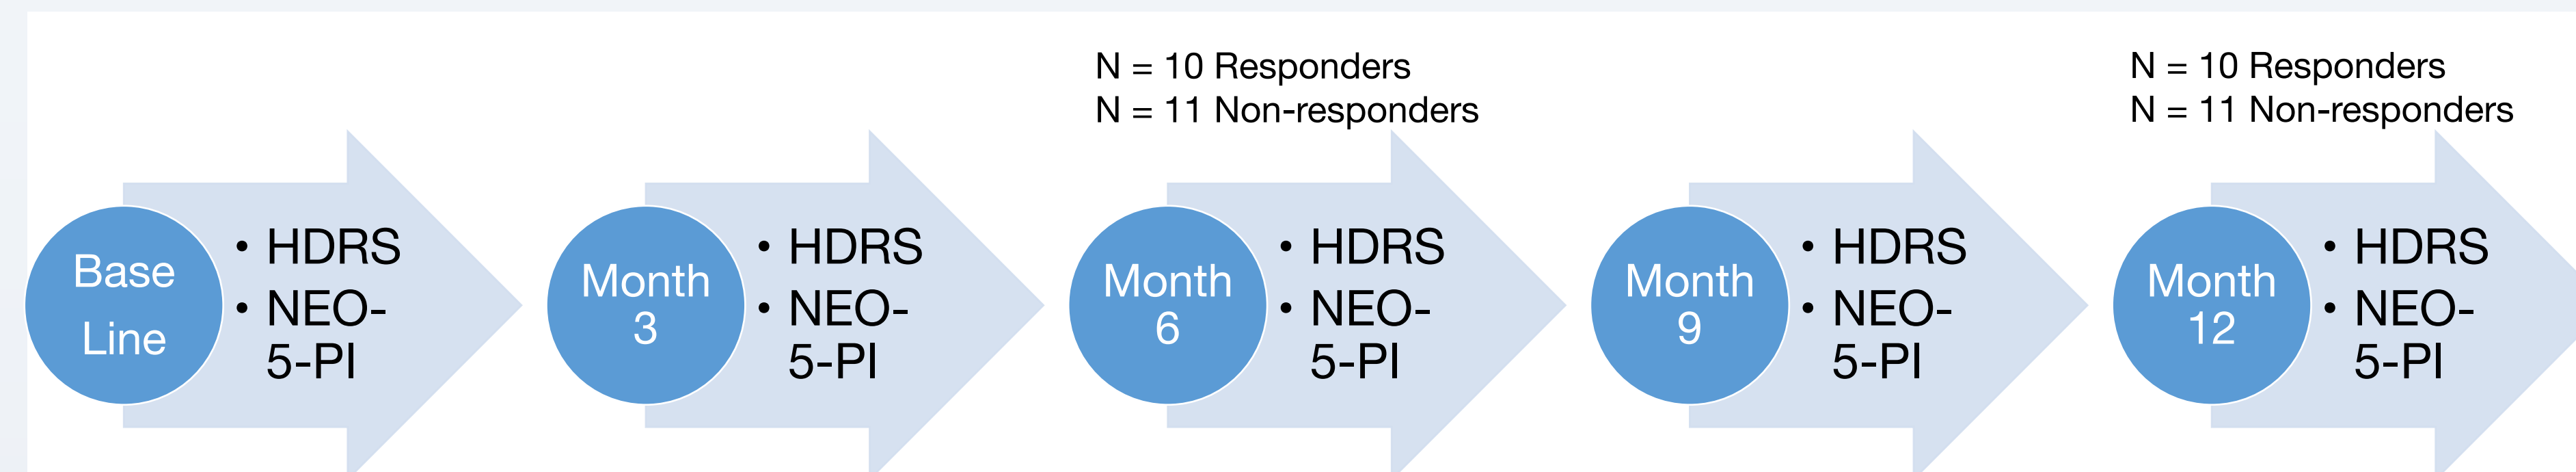 N = 10 Responders
N = 11 Non-responders
N = 10 Responders
N = 11 Non-responders
Base
Line
• HDRS
• NEO-
5-PI
Month
3
• HDRS
• NEO-
5-PI
Month
6
• HDRS
• NEO-
5-PI
Month
9
• HDRS
• NEO-
5-PI
Month
12
• HDRS
• NEO-
5-PI